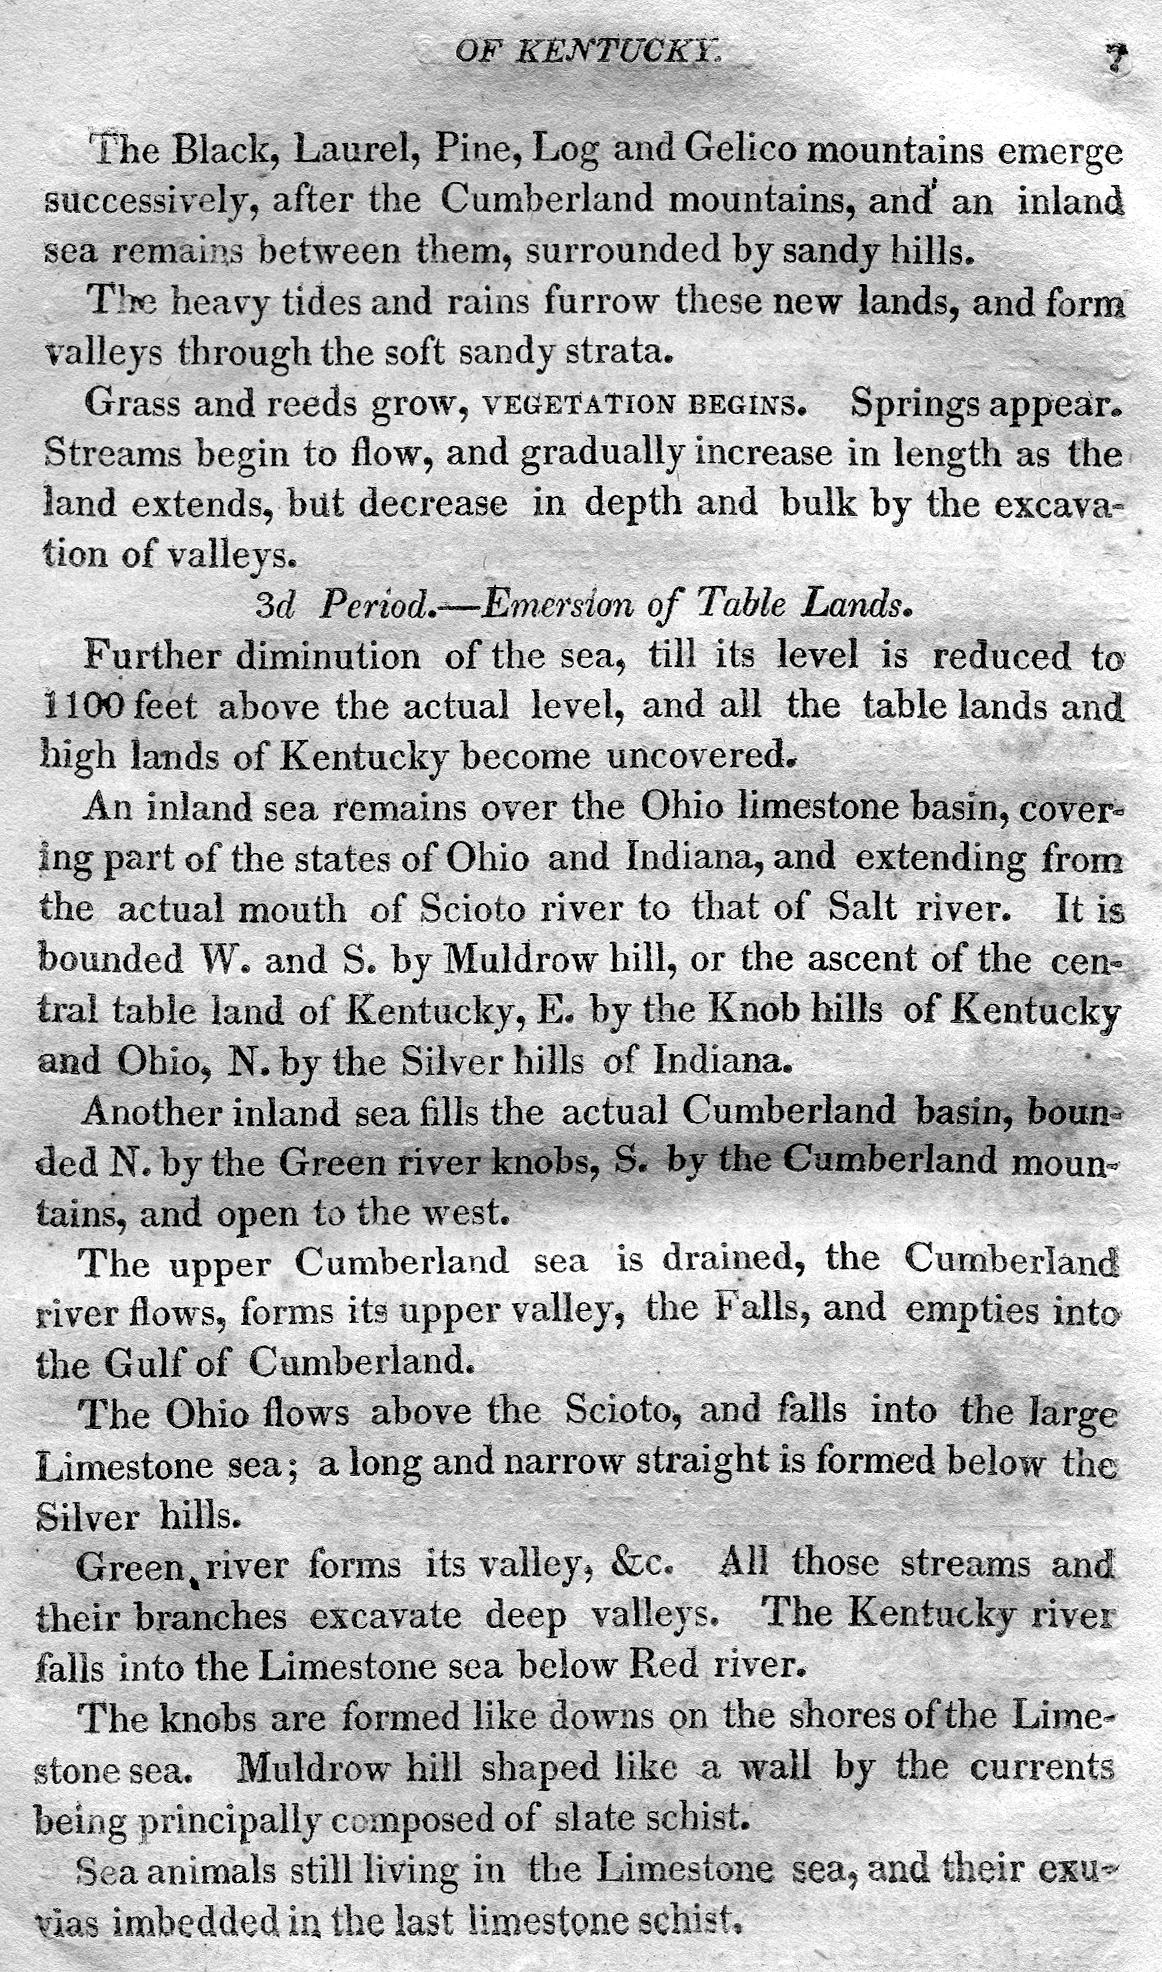 OF KENTUCKY. 7
The Black, Laurel, Pine, Log and Gelico mountains emerge
successively, after the Cumberland mountains, and' an inland
sea remains between them, surrounded by sandy hills.
The heavy tides and rains furrow these new lands, and form
valleys through the soft sandy strata.
Grass and reeds grow, VEGETATION BEGINS. Springs appear.
Streams begin to flow, and gradually increase in length as the
land extends, but decrease in depth and bulk by the excava-
tion of valleys.
3d Period.—Emersion of Table Lands.
Further diminution of the sea, till its level is reduced to
1100 feet above the actual level, and all the table lands and
high lands of Kentucky become uncovered.
An inland sea remains over the Ohio limestone basin, cover-
ing part of the states of Ohio and Indiana, and extending from
the actual mouth of Scioto river to that of Salt river. It is
bounded W. and S. by Muldrow hill, or the ascent of the cen-
tral table land of Kentucky, E. by the Knob hills of Kentucky
and Ohio, N. by the Silver hills of Indiana.
Another inland sea fills the actual Cumberland basin, boun-
ded N. by the Green river knobs, S. by the Cumberland moun-
tains, and open to the west.
The upper Cumberland sea is drained, the Cumberland
river flows, forms its upper valley, the Falls, and empties into
the Gulf of Cumberland.
The Ohio flows above the Scioto, and falls into the large
Limestone sea; a long and narrow straight is formed below the
Silver hills.
Green river forms its valley, &c. All those streams and
their branches excavate deep valleys. The Kentucky river
falls into the Limestone sea below Red river.
The knobs are formed like downs on the shores of the Lime-
stone sea. Muldrow hill shaped like a wall by the currents
being principally composed of slate schist.
Sea animals still living in the Limestone sea, and their exu-
vias imbedded in the last limestone schist.